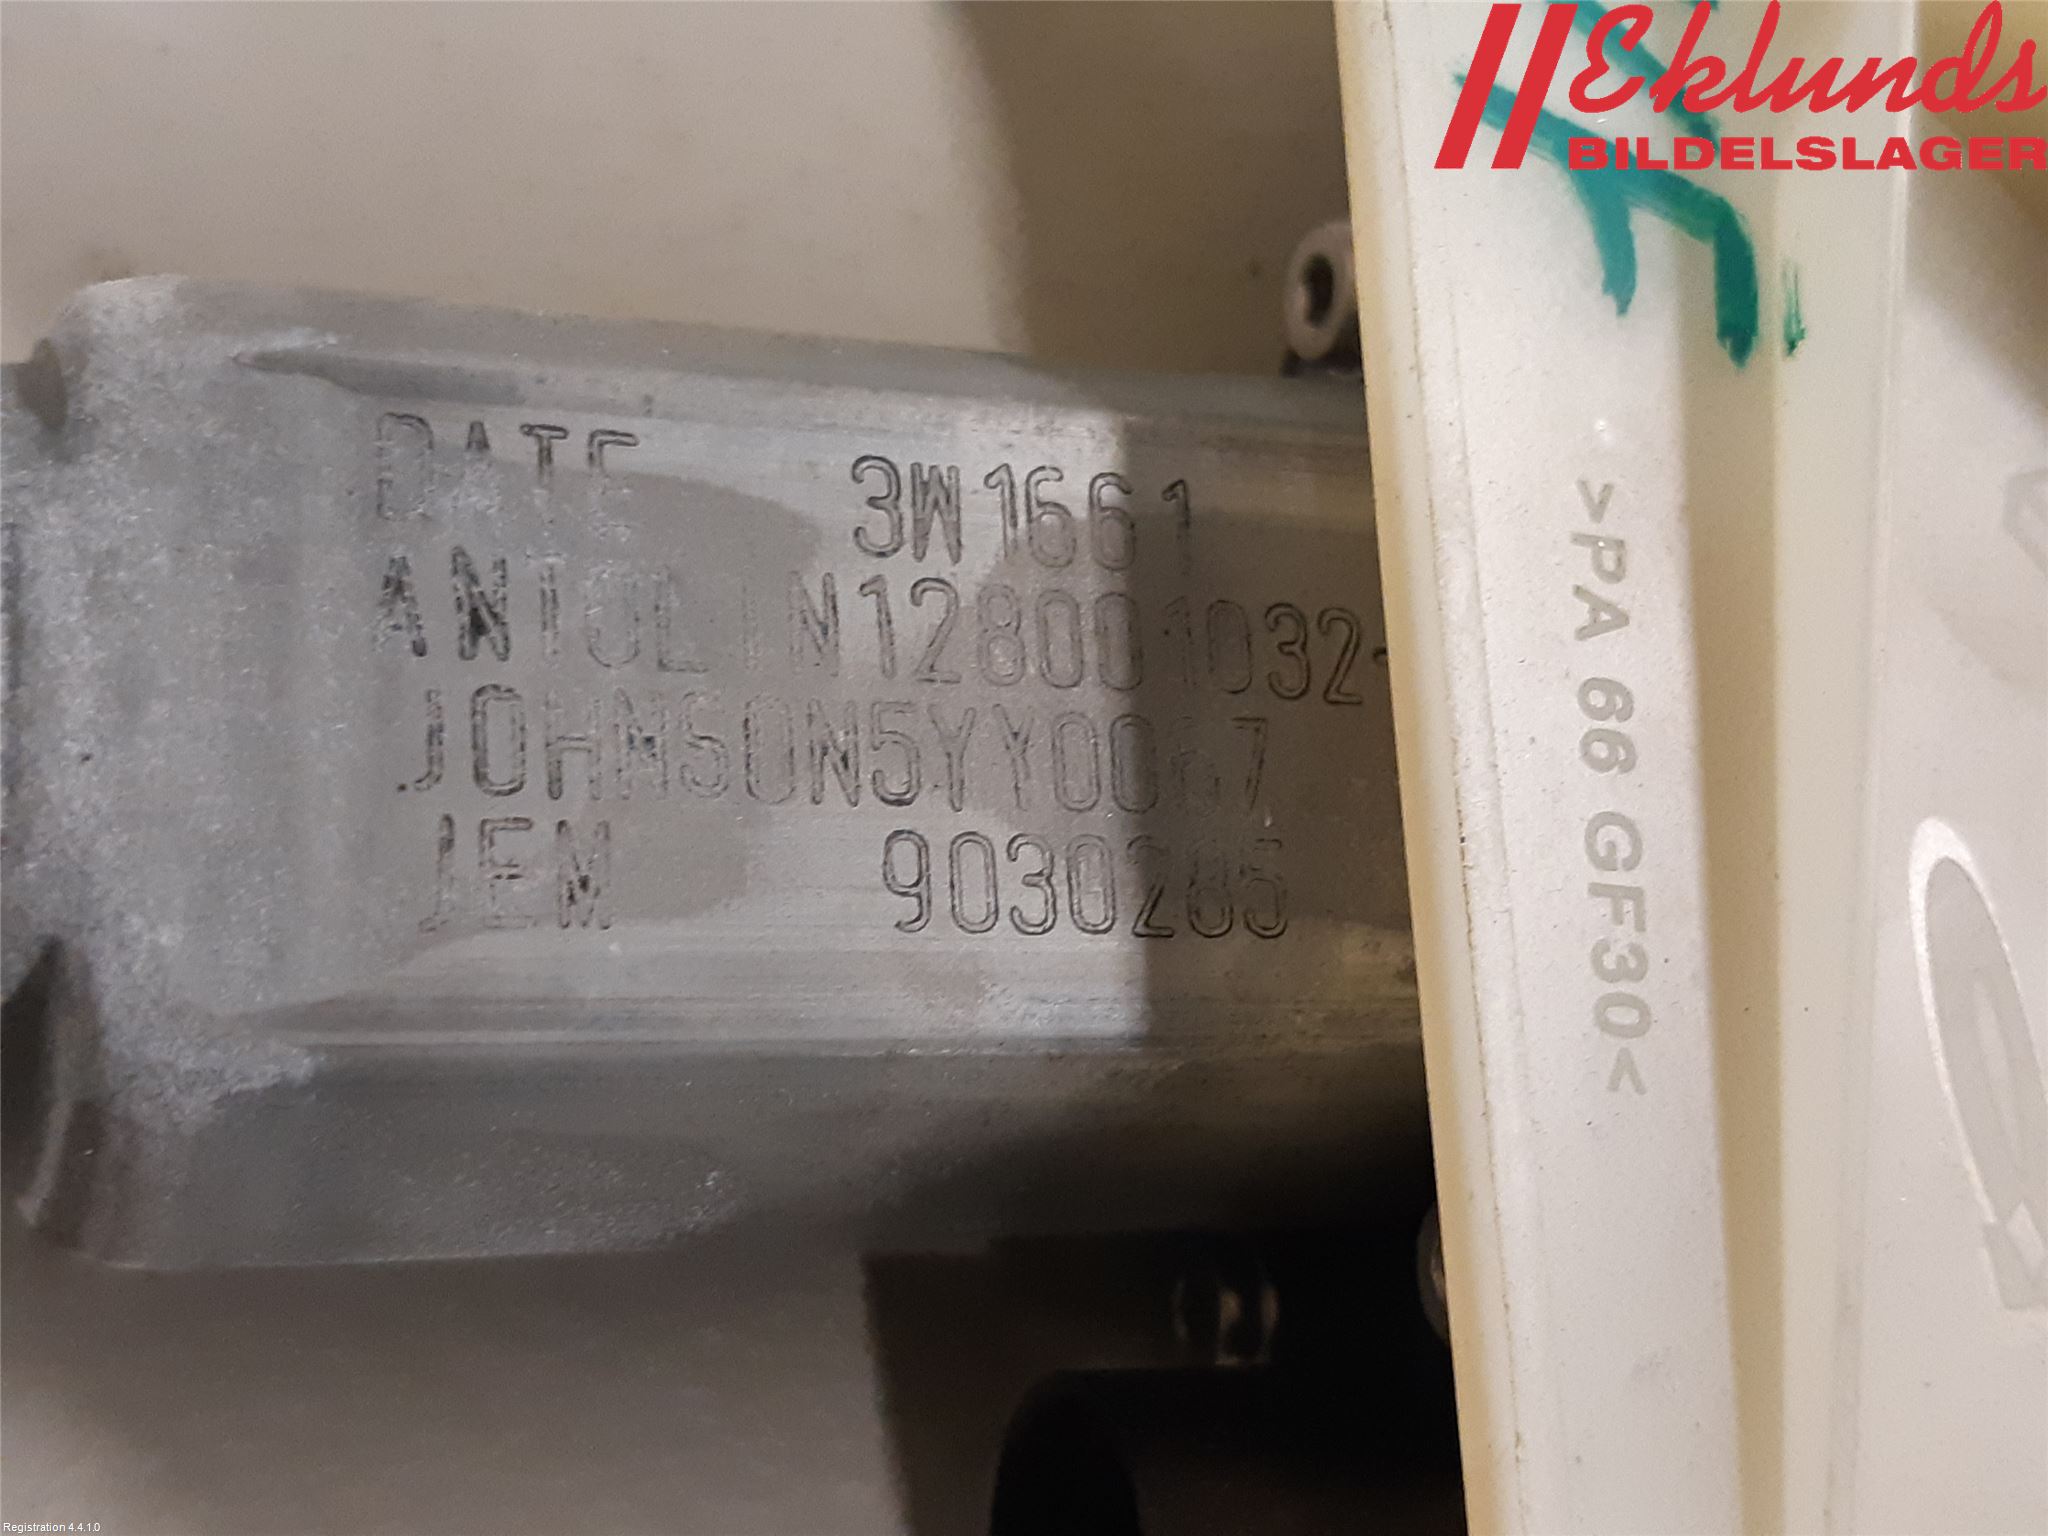 Eklunds
BILDELSLAGER
DATE 3W1661
ANTOLIN128001032-
JOHNSON5YY0067
JEM 9030285
>PA 66 GF30<
Registration 4.4.1.0